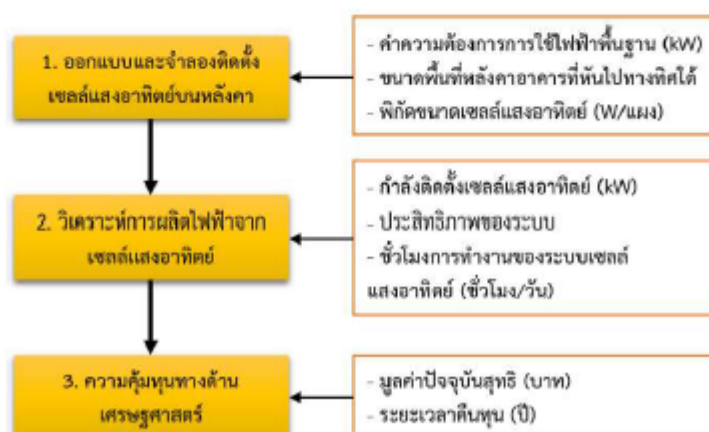 1. ออกแบบและจำลองติดตั้ง
เซลล์แสงอาทิตย์บนหลังคา
- ค่าความต้องการการใช้ไฟฟ้าพื้นฐาน (kW)
- ขนาดพื้นที่หลังคาอาคารที่หันไปทางทิศใต้
- พิกัดขนาดเซลล์แสงอาทิตย์ (W/แผง)
2. วิเคราะห์การผลิตไฟฟ้าจาก
เซลล์แสงอาทิตย์
- กำลังติดตั้งเซลล์แสงอาทิตย์ (kW)
- ประสิทธิภาพของระบบ
- ชั่วโมงการทำงานของระบบเซลล์
แสงอาทิตย์ (ชั่วโมง/วัน)
3. ความคุ้มทุนทางด้าน
เศรษฐศาสตร์
- มูลค่าปัจจุบันสุทธิ (บาท)
- ระยะเวลาคืนทุน (ปี)